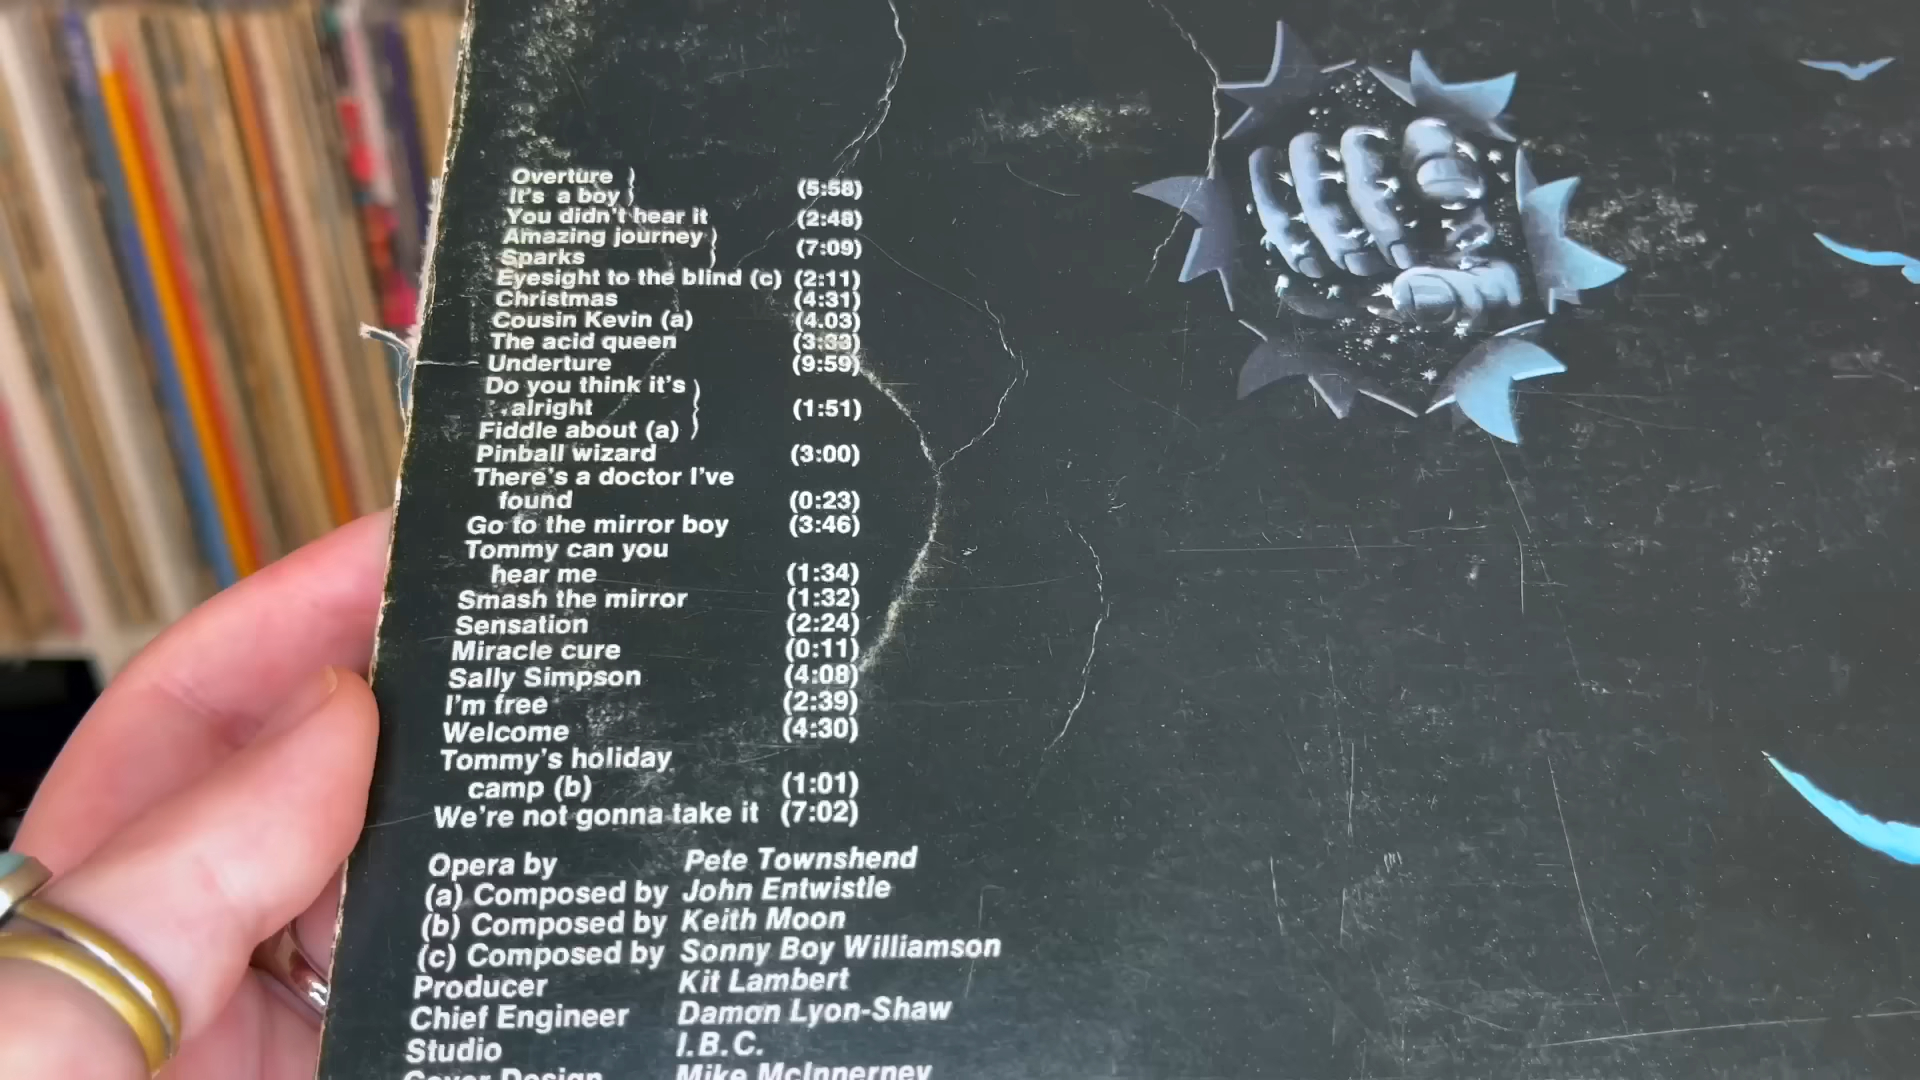 Overture
It's a boy (5:58)
You didn't hear it (2:48)
Amazing journey
Sparks (7:09)
Eyesight to the blind (c) (2:11)
Christmas (4:31)
Cousin Kevin (a) (4.03)
The acid queen (3:33)
Underture (9:59)
Do you think it's
alright (1:51)
Fiddle about (a)
Pinball wizard (3:00)
There's a doctor I've
found (0:23)
Go to the mirror boy (3:46)
Tommy can you
hear me (1:34)
Smash the mirror (1:32)
Sensation (2:24)
Miracle cure (0:11)
Sally Simpson (4:08)
I'm free (2:39)
Welcome (4:30)
Tommy's holiday
camp (b) (1:01)
We're not gonna take it (7:02)
Opera by Pete Townshend
(a) Composed by John Entwistle
(b) Composed by Keith Moon
(c) Composed by Sonny Boy Williamson
Producer Kit Lambert
Chief Engineer Damon Lyon-Shaw
Studio I.B.C.
Cover Design Mike McInnerney